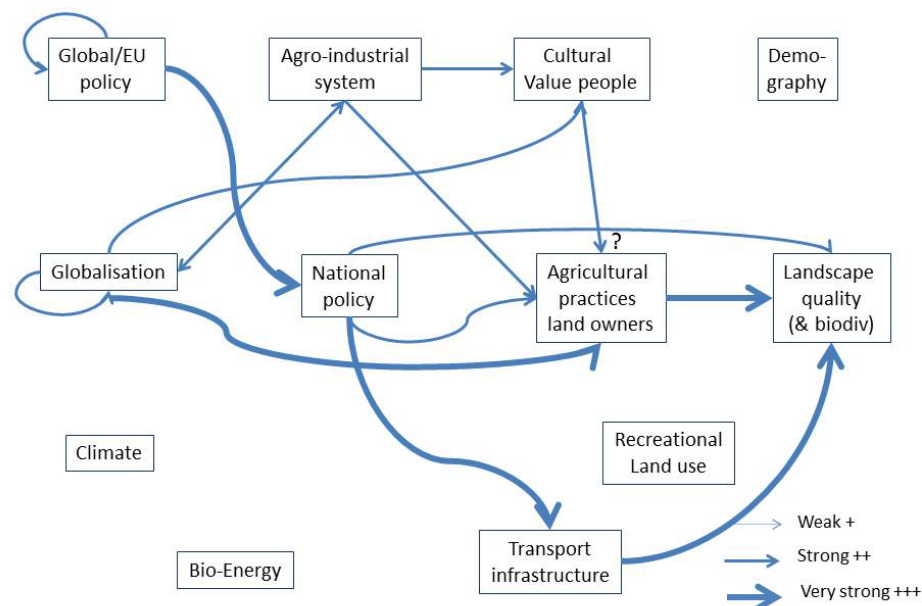 Global/EU
policy
Agro-industrial
system
Cultural
Value people
Demo-
graphy
?
Globalisation
National
policy
Agricultural
practices
land owners
Landscape
quality
(& biodiv)
Climate
Recreational
Land use
Bio-Energy
Transport
infrastructure
Weak +
Strong ++
Very strong +++